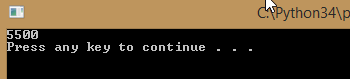 C:\Python34\p
5500
Press any key to continue . . .